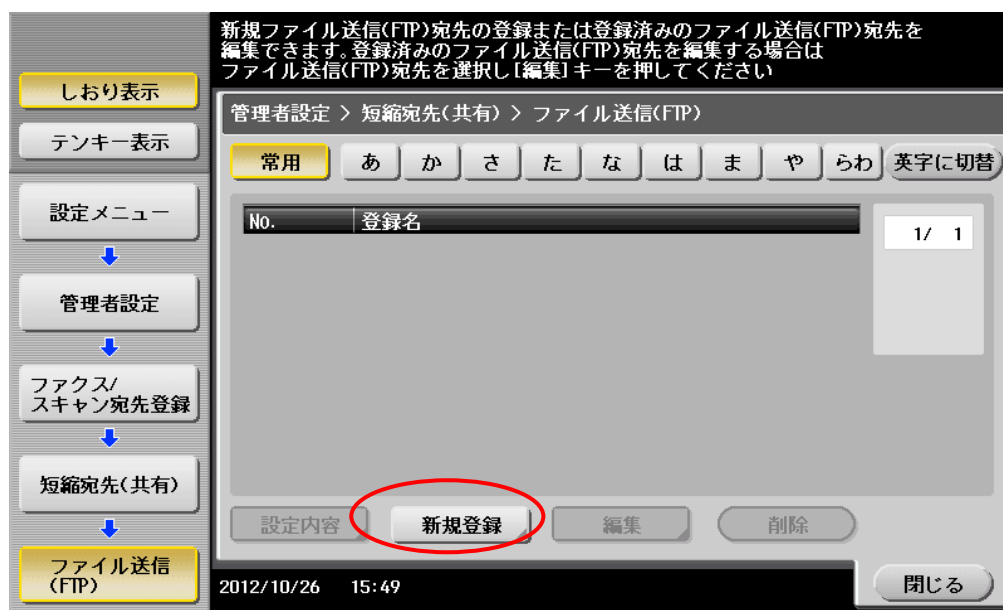 新規ファイル送信(FTP)宛先の登録または登録済みのファイル送信(FTP)宛先を
編集できます。登録済みのファイル送信(FTP)宛先を編集する場合は
ファイル送信(FTP)宛先を選択し[編集]キーを押してください
しおり表示
テンキー表示
設定メニュー
管理者設定
ファクス/
スキャン宛先登録
短縮宛先(共有)
ファイル送信
(FTP)
管理者設定 > 短縮宛先(共有) > ファイル送信(FTP)
常用 あ か さ た な は ま や らわ 英字に切替
No. 登録名
1/ 1
設定内容 新規登録 編集 削除
2012/10/26 15:49
閉じる